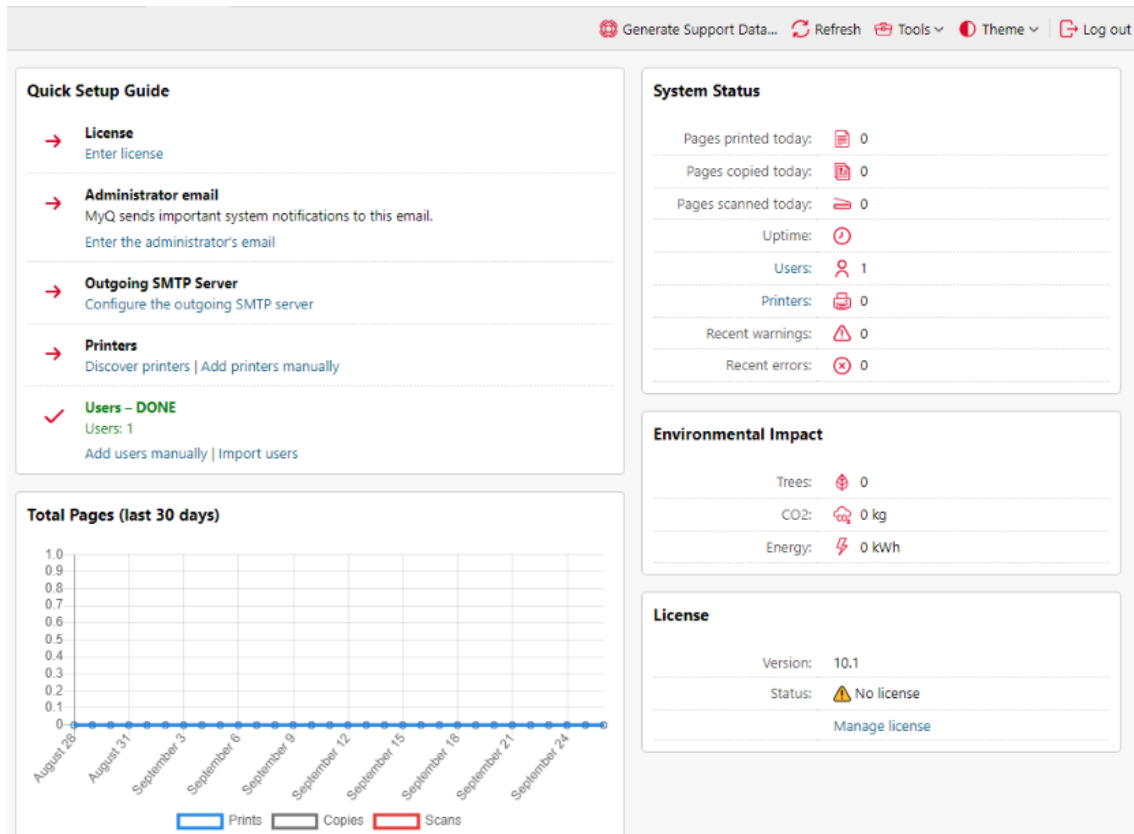 Generate Support Data... Refresh Tools Theme Log out
Quick Setup Guide
License
Enter license
Administrator email
MyQ sends important system notifications to this email.
Enter the administrator's email
Outgoing SMTP Server
Configure the outgoing SMTP server
Printers
Discover printers | Add printers manually
Users – DONE
Users: 1
Add users manually | Import users
Total Pages (last 30 days)
1.0
0.9
0.8
0.7
0.6
0.5
0.4
0.3
0.2
0.1
0
August 28 August 31 September 3 September 6 September 9 September 12 September 15 September 18 September 21 September 24
Prints Copies Scans
System Status
Pages printed today: 0
Pages copied today: 0
Pages scanned today: 0
Uptime:
Users: 1
Printers: 0
Recent warnings: 0
Recent errors: 0
Environmental Impact
Trees: 0
CO2: 0 kg
Energy: 0 kWh
License
Version: 10.1
Status: No license
Manage license